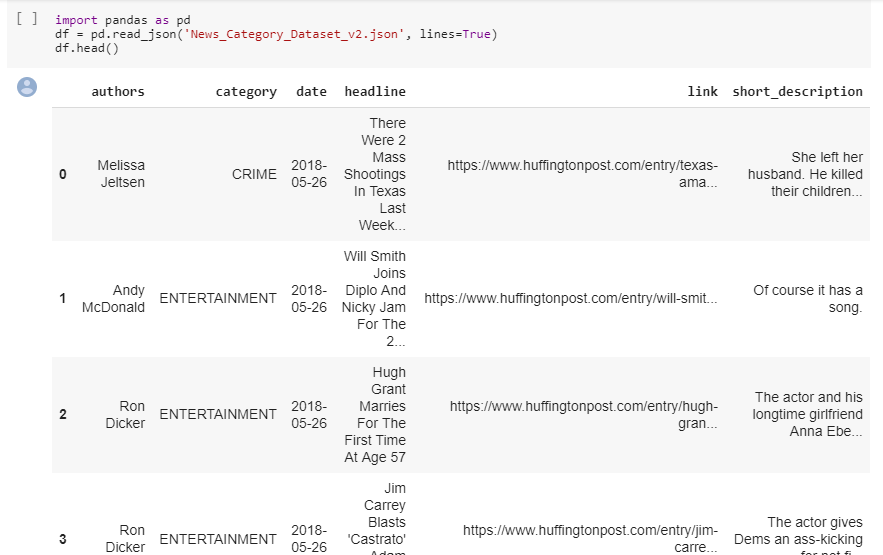 [ ] import pandas as pd
df = pd.read_json('News_Category_Dataset_v2.json', lines=True)
df.head()
authors category date headline link short_description
0
Melissa
Jeltsen
CRIME
2018-
05-26
There
Were 2
Mass
Shootings
In Texas
Last
Week...
https://www.huffingtonpost.com/entry/texas-
ama...
She left her
husband. He killed
their children...
1
Andy
McDonald
ENTERTAINMENT
2018-
05-26
Will Smith
Joins
Diplo And
Nicky Jam
For The
2...
https://www.huffingtonpost.com/entry/will-smit...
Of course it has a
song.
2
Ron
Dicker
ENTERTAINMENT
2018-
05-26
Hugh
Grant
Marries
For The
First Time
At Age 57
https://www.huffingtonpost.com/entry/hugh-
gran...
The actor and his
longtime girlfriend
Anna Ebe...
3
Ron
Dicker
ENTERTAINMENT
2018-
05-26
Jim
Carrey
Blasts
'Castrato'
Adam
https://www.huffingtonpost.com/entry/jim-
carre...
The actor gives
Dems an ass-kicking
for not fi...